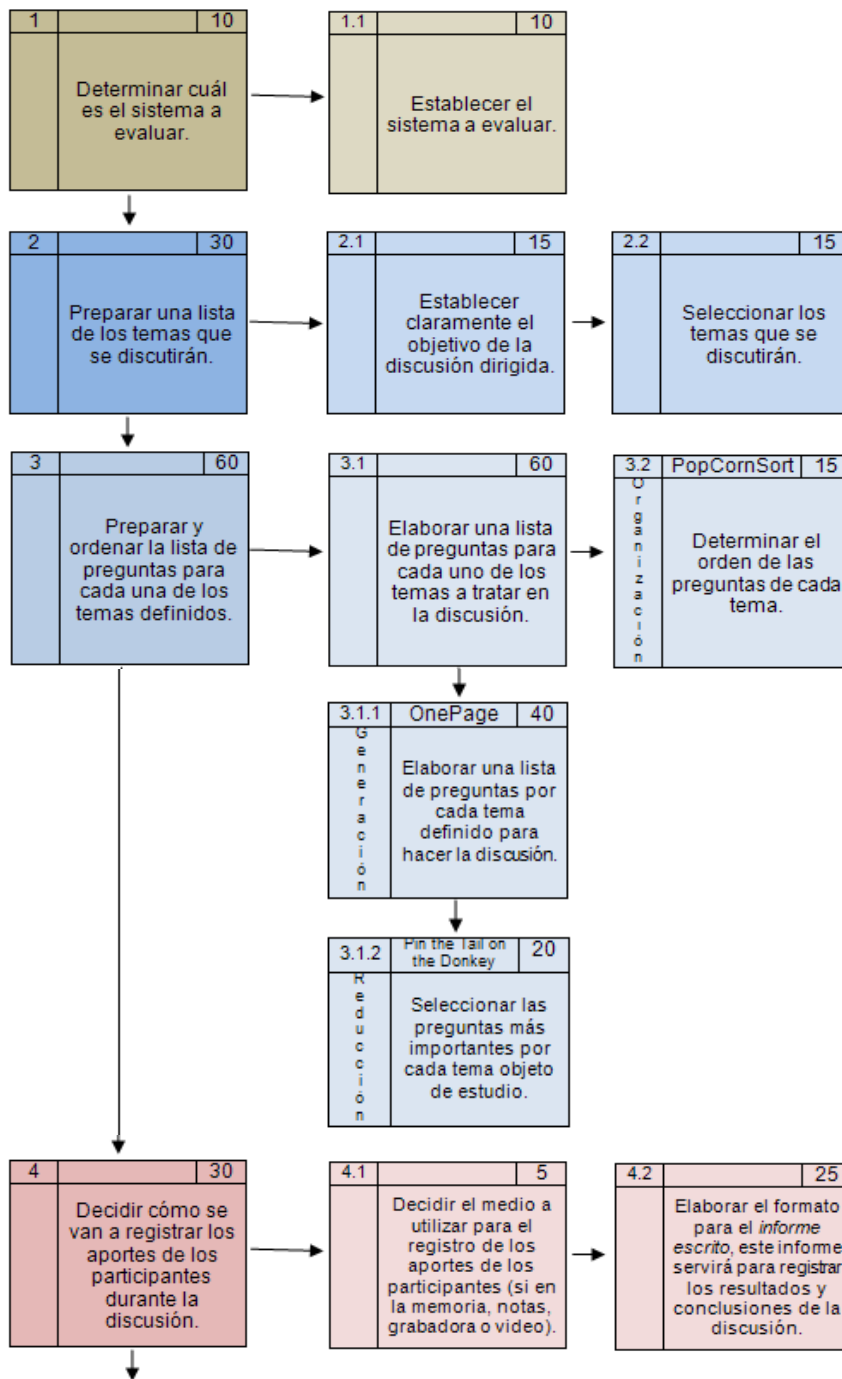 1 10
Determinar cuál
es el sistema a
evaluar.
1.1 10
Establecer el
sistema a evaluar.
2 30
Preparar una lista
de los temas que
se discutirán.
2.1 15
Establecer
claramente el
objetivo de la
discusión dirigida.
2.2 15
Seleccionar los
temas que se
discutirán.
3 60
Preparar y
ordenar la lista de
preguntas para
cada una de los
temas definidos.
3.1 60
Elaborar una lista
de preguntas para
cada uno de los
temas a tratar en
la discusión.
3.2 PopCornSort 15
Organización
Determinar el
orden de las
preguntas de cada
tema.
3.1.1 OnePage 40
Generación
Elaborar una lista
de preguntas por
cada tema
definido para
hacer la discusión.
3.1.2 Pin the Tail on
the Donkey 20
Reducción
Seleccionar las
preguntas más
importantes por
cada tema objeto
de estudio.
4 30
Decidir cómo se
van a registrar los
aportes de los
participantes
durante la
discusión.
4.1 5
Decidir el medio a
utilizar para el
registro de los
aportes de los
participantes (si en
la memoria, notas,
grabadora o video).
4.2 25
Elaborar el formato
para el informe
escrito, este informe
servirá para registrar
los resultados y
conclusiones de la
discusión.